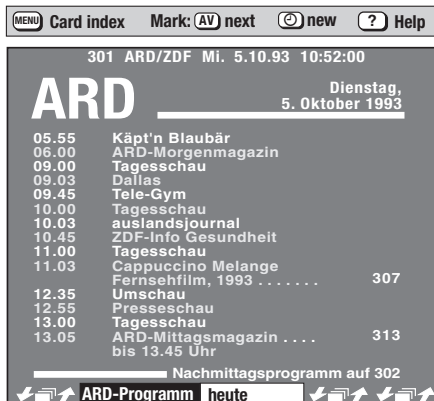 MENU Card index Mark: AV next new ? Help
301 ARD/ZDF Mi. 5.10.93 10:52:00
ARD
Dienstag,
5. Oktober 1993
05.55 Käpt'n Blaubär
06.00 ARD-Morgenmagazin
09.00 Tagesschau
09.03 Dallas
09.45 Tele-Gym
10.00 Tagesschau
10.03 auslandsjournal
10.45 ZDF-Info Gesundheit
11.00 Tagesschau
11.03 Cappuccino Melange
Fernsehfilm, 1993 . . . . . . . 307
12.35 Umschau
12.55 Presseschau
13.00 Tagesschau
13.05 ARD-Mittagsmagazin . . . . 313
bis 13.45 Uhr
Nachmittagsprogramm auf 302
ARD-Programm heute